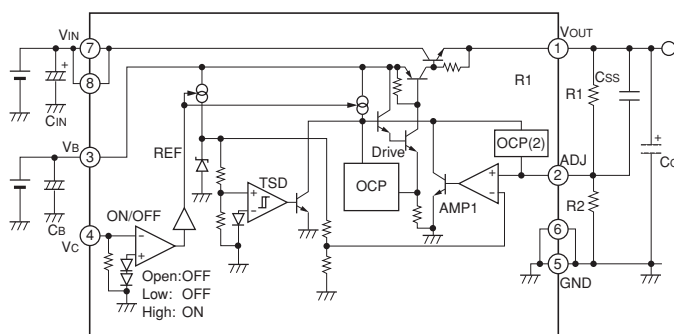 VIN
7
8
CIN
VB
3
CB
VC
4
ON/OFF
Open:OFF
Low: OFF
High: ON
REF
TSD
OCP
Drive
AMP1
OCP(2)
R1
VOUT
1
CSS
R1
ADJ
2
R2
6
5
GND